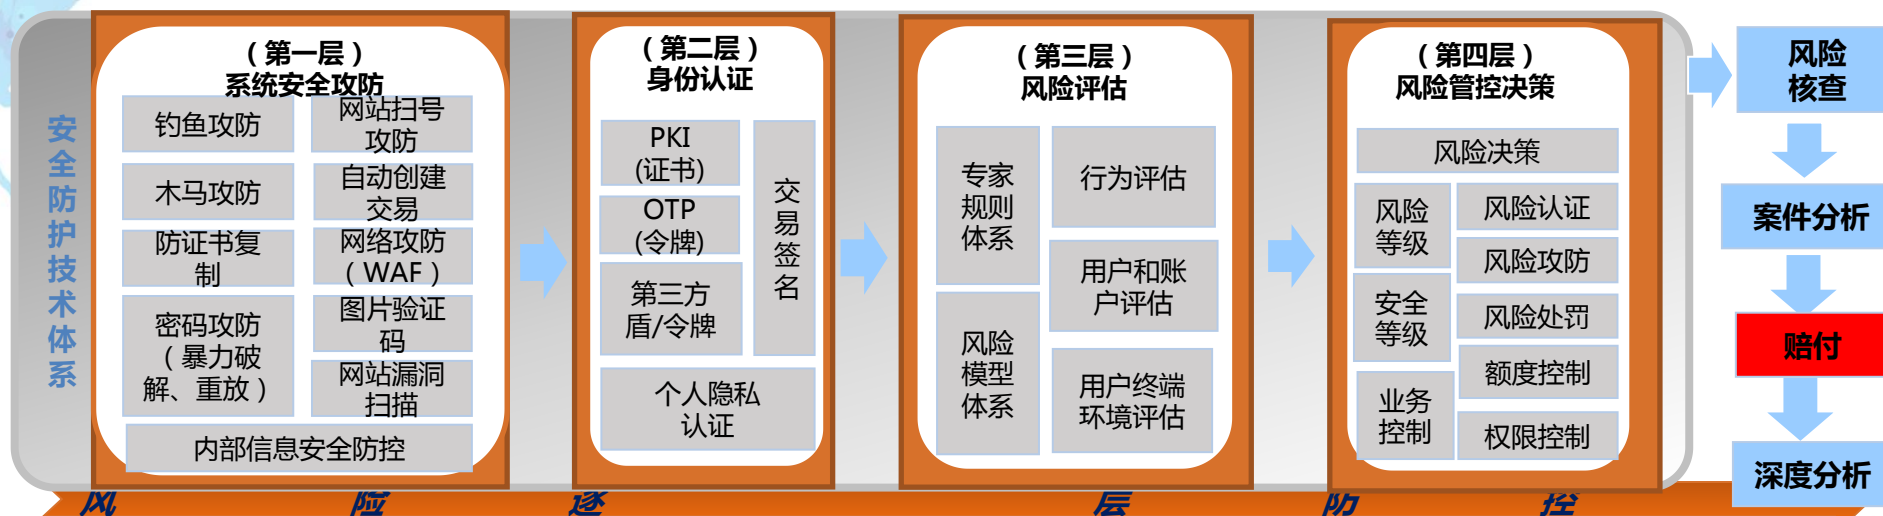 安全防护技术体系
（第一层）
系统安全攻防
钓鱼攻防
网站扫号
攻防
木马攻防
自动创建
交易
防证书复
制
网络攻防
（WAF）
密码攻防
（暴力破
解、重放）
图片验证
码
网站漏洞
扫描
内部信息安全防控
（第二层）
身份认证
PKI
(证书)
OTP
(令牌)
第三方
盾/令牌
交易签名
个人隐私
认证
（第三层）
风险评估
专家
规则
体系
风险
模型
体系
行为评估
用户和账
户评估
用户终端
环境评估
（第四层）
风险管控决策
风险决策
风险
等级
安全
等级
业务
控制
风险认证
风险攻防
风险处罚
额度控制
权限控制
风险
核查
案件分析
赔付
深度分析
风险逐层防控